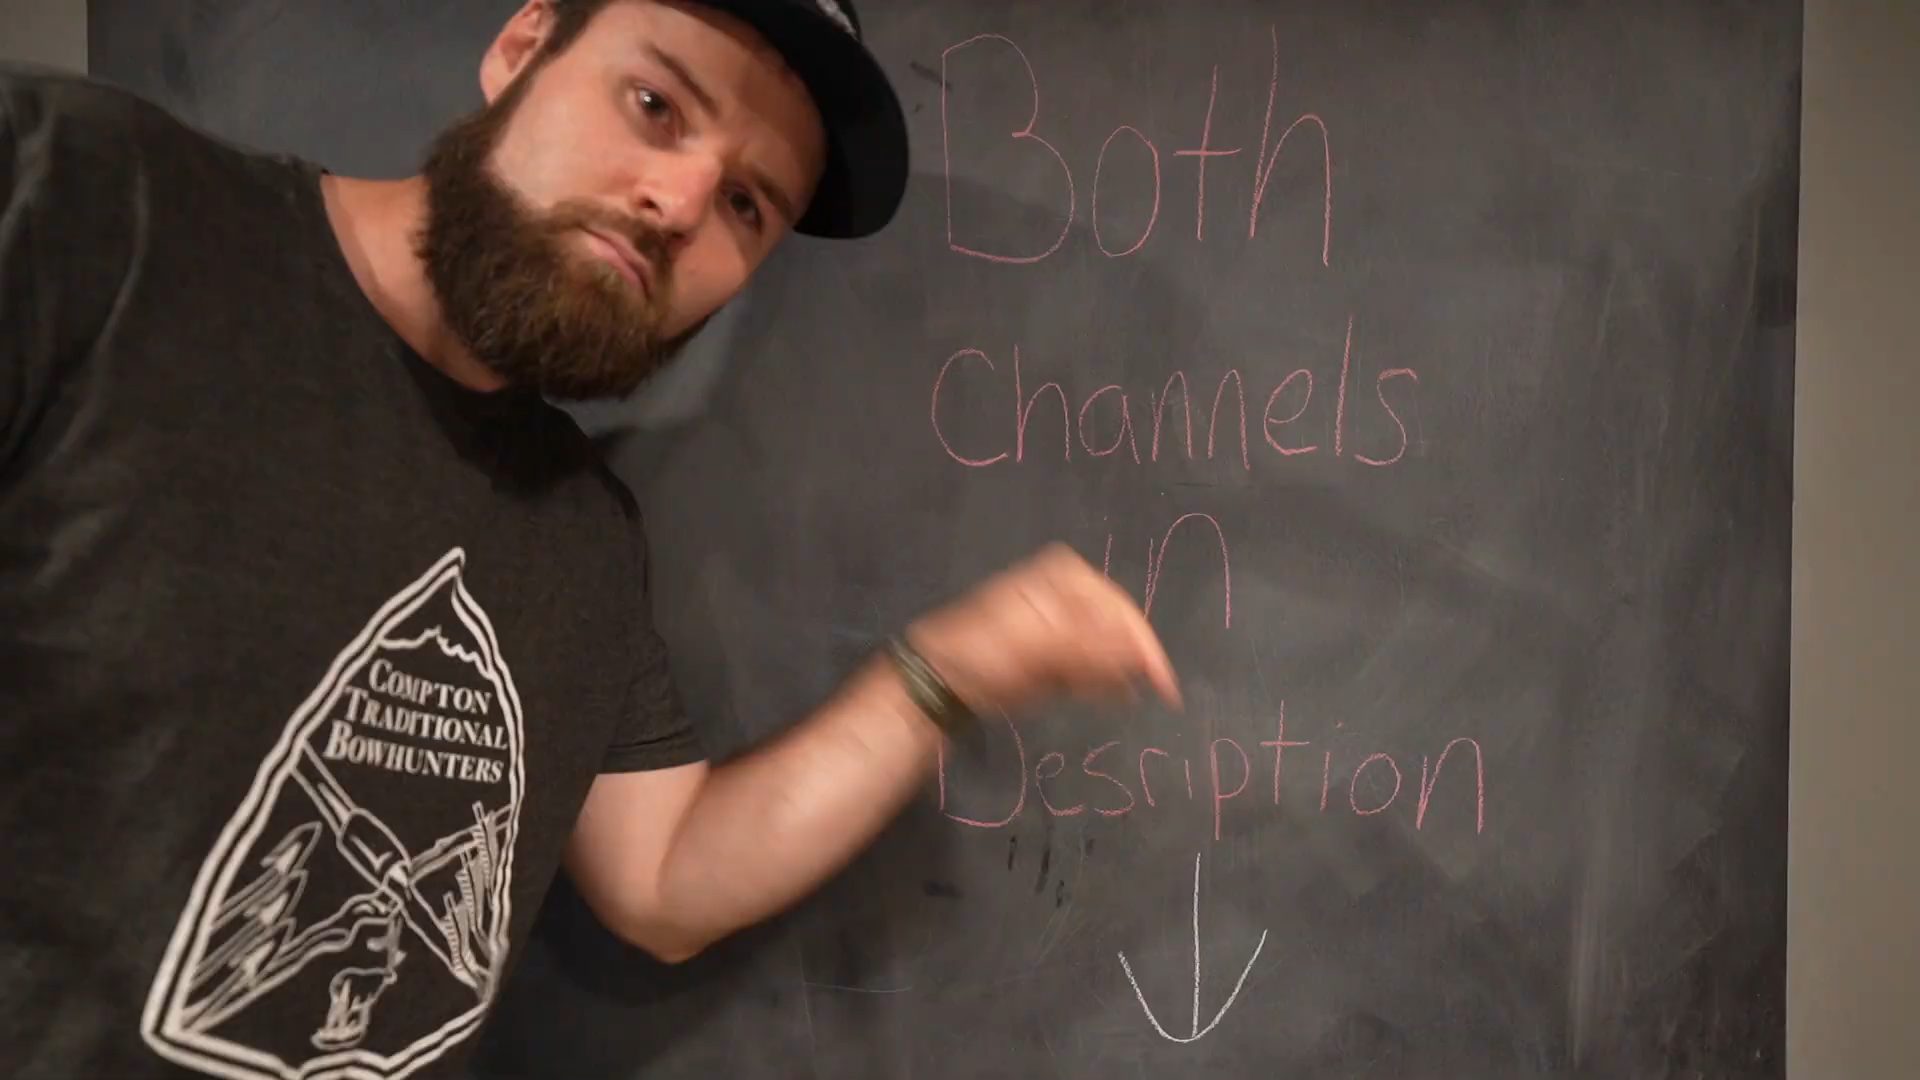 Both
Channels
in
Desription
COMPTON
TRADITIONAL
BOWHUNTERS